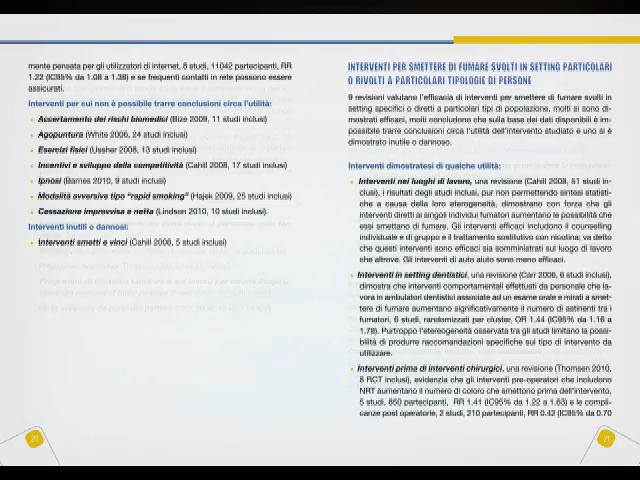 mente pensata per gli utilizzatori di internet, 6 studi, 11042 partecipanti, RR
1.22 (IC95% da 1.08 a 1.38) e se frequenti contatti in rete possono essere
assicurati.
Interventi per cui non è possibile trarre conclusioni circa l'utilità:
• Accertamento dei rischi biomedici (Bize 2009, 11 studi inclusi)
• Agopuntura (White 2006, 24 studi inclusi)
• Esercizi fisici (Ussher 2008, 13 studi inclusi)
• Incentivi e sviluppo della competitività (Cahill 2008, 17 studi inclusi)
• Ipnosi (Barnes 2010, 9 studi inclusi)
• Modalità avversive tipo "rapid smoking" (Hajek 2009, 25 studi inclusi)
• Cessazione improvvisa e netta (Lindson 2010, 10 studi inclusi).
Interventi inutili o dannosi:
• Interventi smetti e vinci (Cahill 2008, 5 studi inclusi)
20
INTERVENTI PER SMETTERE DI FUMARE SVOLTI IN SETTING PARTICOLARI
O RIVOLTI A PARTICOLARI TIPOLOGIE DI PERSONE
9 revisioni valutano l'efficacia di interventi per smettere di fumare svolti in
setting specifici o diretti a particolari tipi di popolazione, molti si sono di-
mostrati efficaci, molti concludono che sulla base dei dati disponibili è im-
possibile trarre conclusioni circa l'utilità dell'intervento studiato e uno si è
dimostrato inutile o dannoso.
Interventi dimostratesi di qualche utilità:
• Interventi nei luoghi di lavoro, una revisione (Cahill 2008, 51 studi in-
clusi), i risultati degli studi inclusi, pur non permettendo sintesi statisti-
che a causa della loro eterogeneità, dimostrano con forza che gli
interventi diretti ai singoli individui fumatori aumentano le possibilità che
essi smettano di fumare. Gli interventi efficaci includono il counselling
individuale e di gruppo e il trattamento sostitutivo con nicotina; va detto
che questi interventi sono efficaci sia somministrati sul luogo di lavoro
che altrove. Gli interventi di auto aiuto sono meno efficaci.
• Interventi in setting dentistici, una revisione (Carr 2006, 6 studi inclusi),
dimostra che interventi comportamentali effettuati da personale che la-
vora in ambulatori dentistici associate ad un esame orale e mirati a smet-
tere di fumare aumentano significativamente il numero di astinenti tra i
fumatori, 6 studi, randomizzati per cluster, OR 1.44 (IC95% da 1.16 a
1.78). Purtroppo l'etereogeneità osservata tra gli studi limitano la possi-
bilità di produrre raccomandazioni specifiche sul tipo di intervento da
utilizzare.
• Interventi prima di interventi chirurgici, una revisione (Thomsen 2010,
8 RCT inclusi), evidenzia che gli interventi pre-operatori che includono
NRT aumentano il numero di coloro che smettono prima dell'intervento,
5 studi, 850 partecipanti, RR 1.41 (IC95% da 1.22 a 1.63) e le compli-
canze post operatorie, 2 studi, 210 partecipanti, RR 0.42 (IC95% da 0.70
21